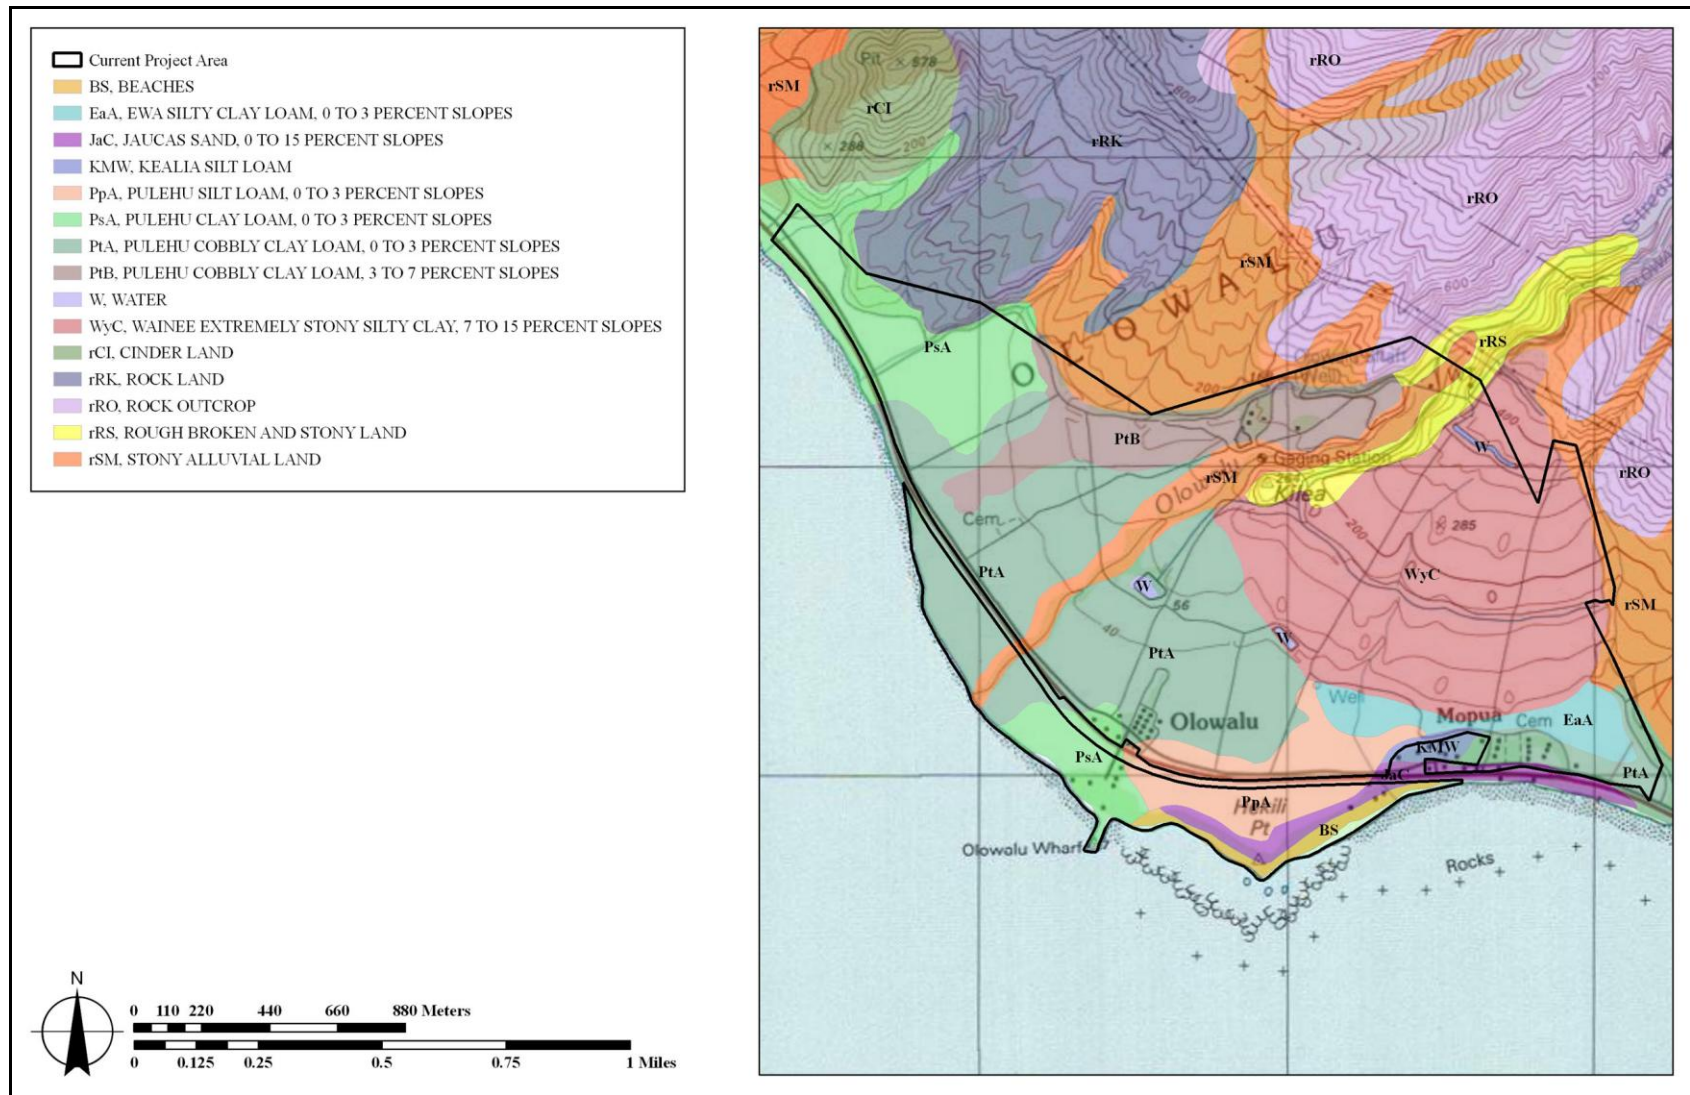 Current Project Area
BS, BEACHES
EaA, EWA SILTY CLAY LOAM, 0 TO 3 PERCENT SLOPES
JaC, JAUCAS SAND, 0 TO 15 PERCENT SLOPES
KMW, KEALIA SILT LOAM
PpA, PULEHU SILT LOAM, 0 TO 3 PERCENT SLOPES
PsA, PULEHU CLAY LOAM, 0 TO 3 PERCENT SLOPES
PtA, PULEHU COBBLY CLAY LOAM, 0 TO 3 PERCENT SLOPES
PtB, PULEHU COBBLY CLAY LOAM, 3 TO 7 PERCENT SLOPES
W, WATER
WyC, WAINEE EXTREMELY STONY SILTY CLAY, 7 TO 15 PERCENT SLOPES
rCI, CINDER LAND
rRK, ROCK LAND
rRO, ROCK OUTCROP
rRS, ROUGH BROKEN AND STONY LAND
rSM, STONY ALLUVIAL LAND
N
0 110 220 440 660 880 Meters
0 0.125 0.25 0.5 0.75 1 Miles
Pit
578
rRO
rSM
rCI
800
200
288
rRK
rRO
rSM
600
O L O W A L U
rRS
PsA
200
400
PtB
W
Gaging Station
rSM
rRO
Olowalu
Kilea
Cem
200
285
PtA
WyC
W
56
rSM
40
W
PtA
Well
Olowalu
Mopua
Cem
EaA
KMW
PsA
JaC
PtA
PpA
Hekili
Pt
BS
Olowalu Wharf
Rocks